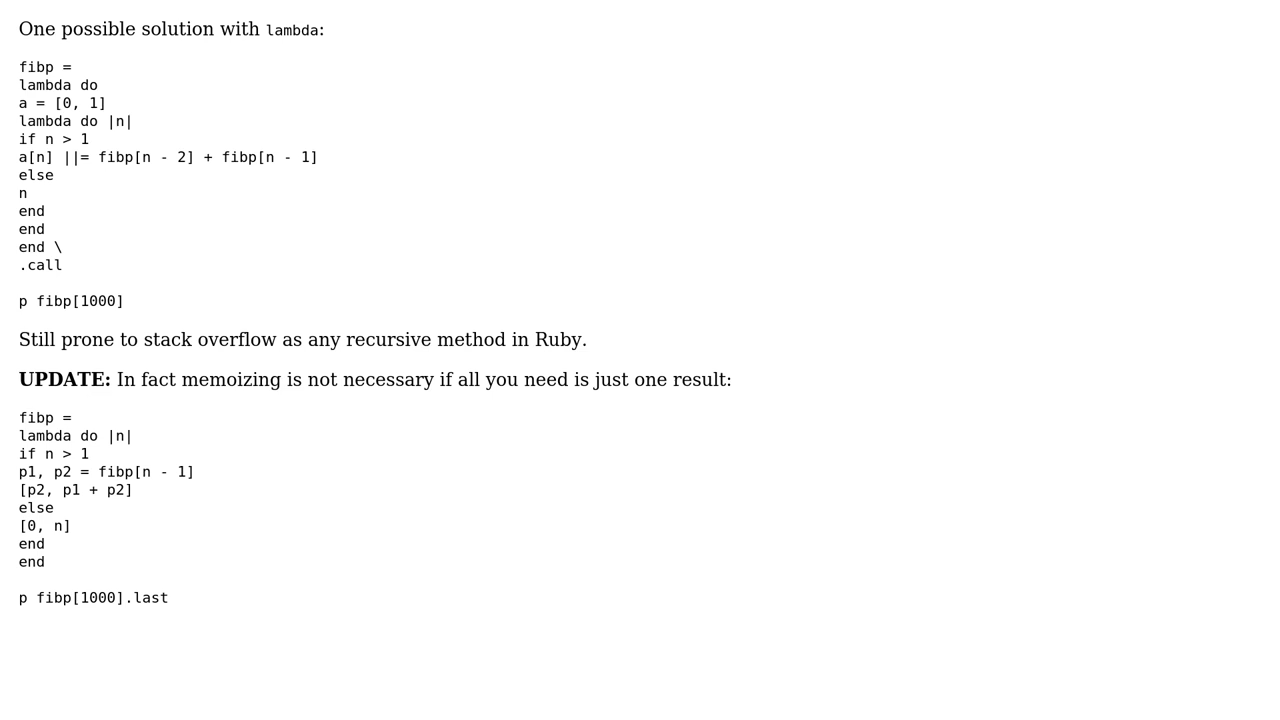 One possible solution with lambda:
fibp =
lambda do
a = [0, 1]
lambda do |n|
if n > 1
a[n] ||= fibp[n - 2] + fibp[n - 1]
else
n
end
end
end \
.call
p fibp[1000]
Still prone to stack overflow as any recursive method in Ruby.
UPDATE: In fact memoizing is not necessary if all you need is just one result:
fibp =
lambda do |n|
if n > 1
p1, p2 = fibp[n - 1]
[p2, p1 + p2]
else
[0, n]
end
end
p fibp[1000].last